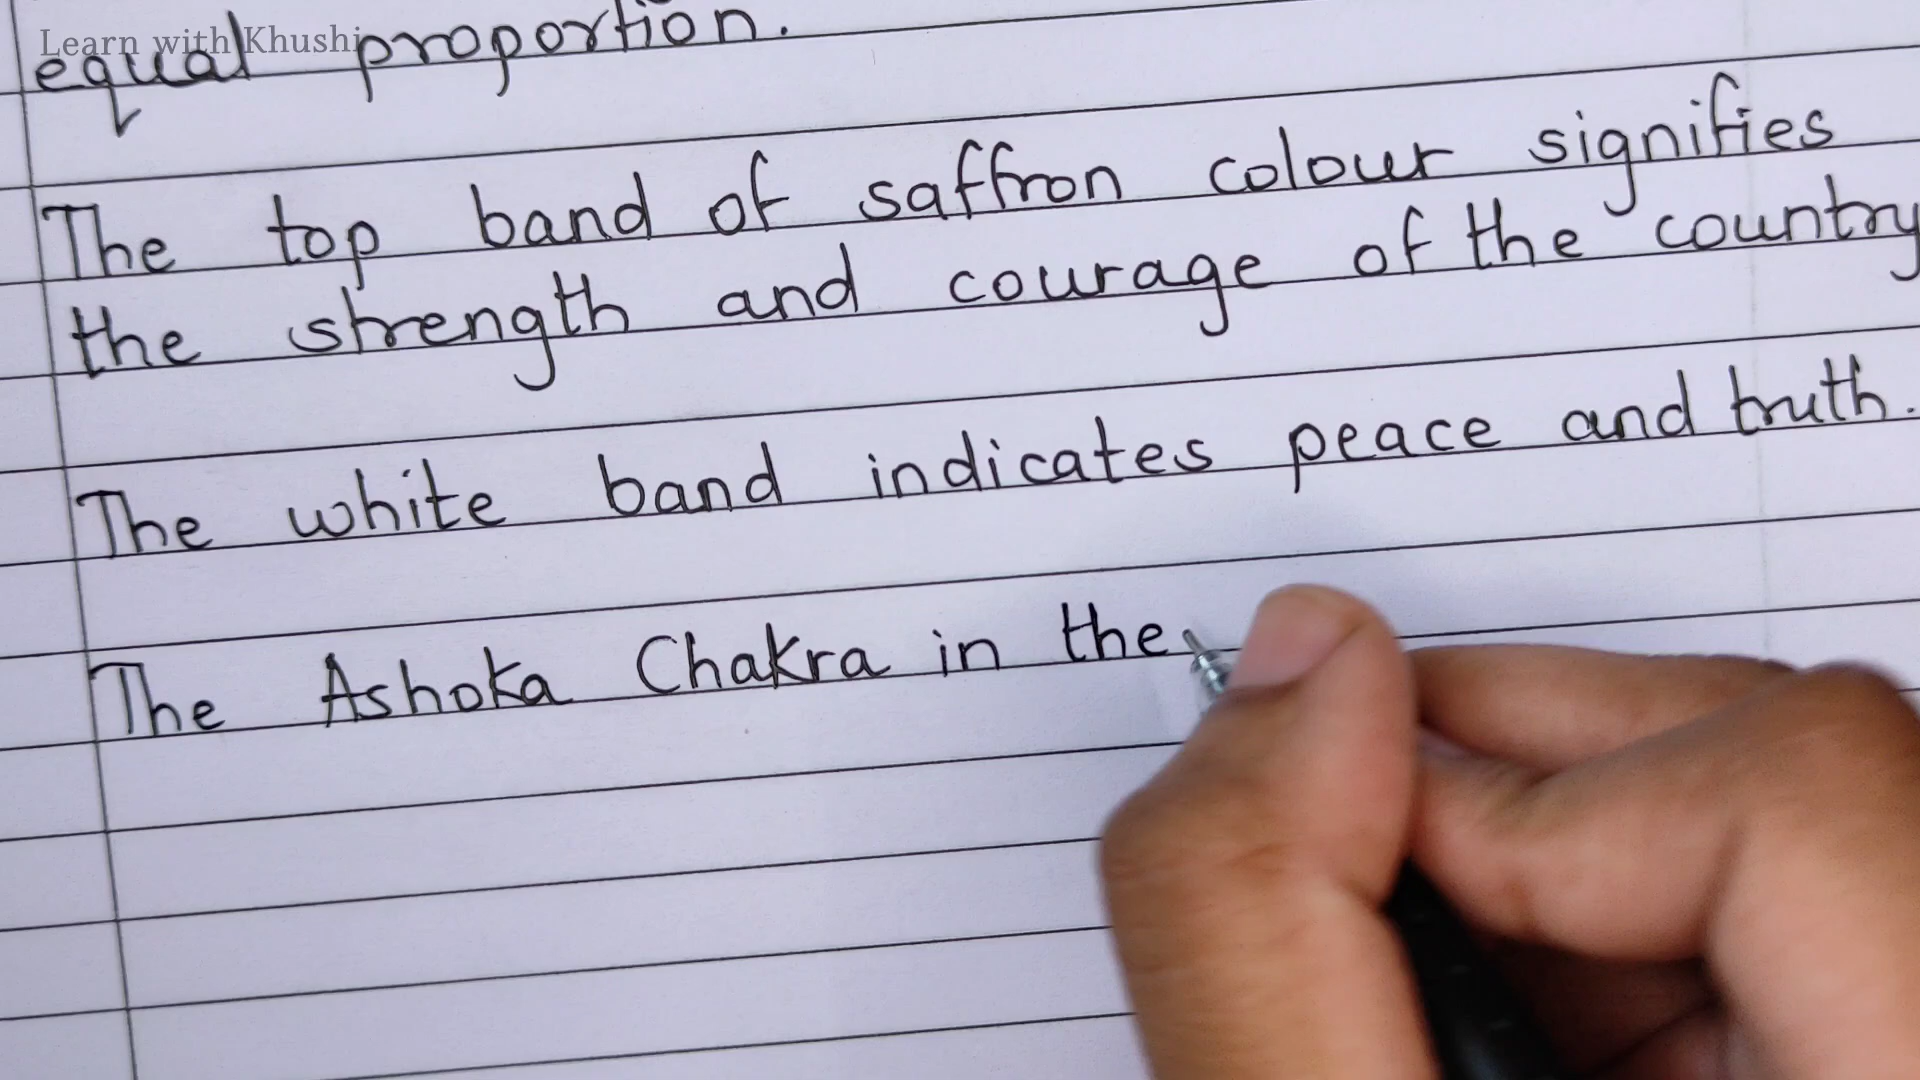 Learn with Khushi
equal proportion.
The top band of saffron colour signifies
the strength and courage of the country
The white band indicates peace and truth.
The Ashoka Chakra in the